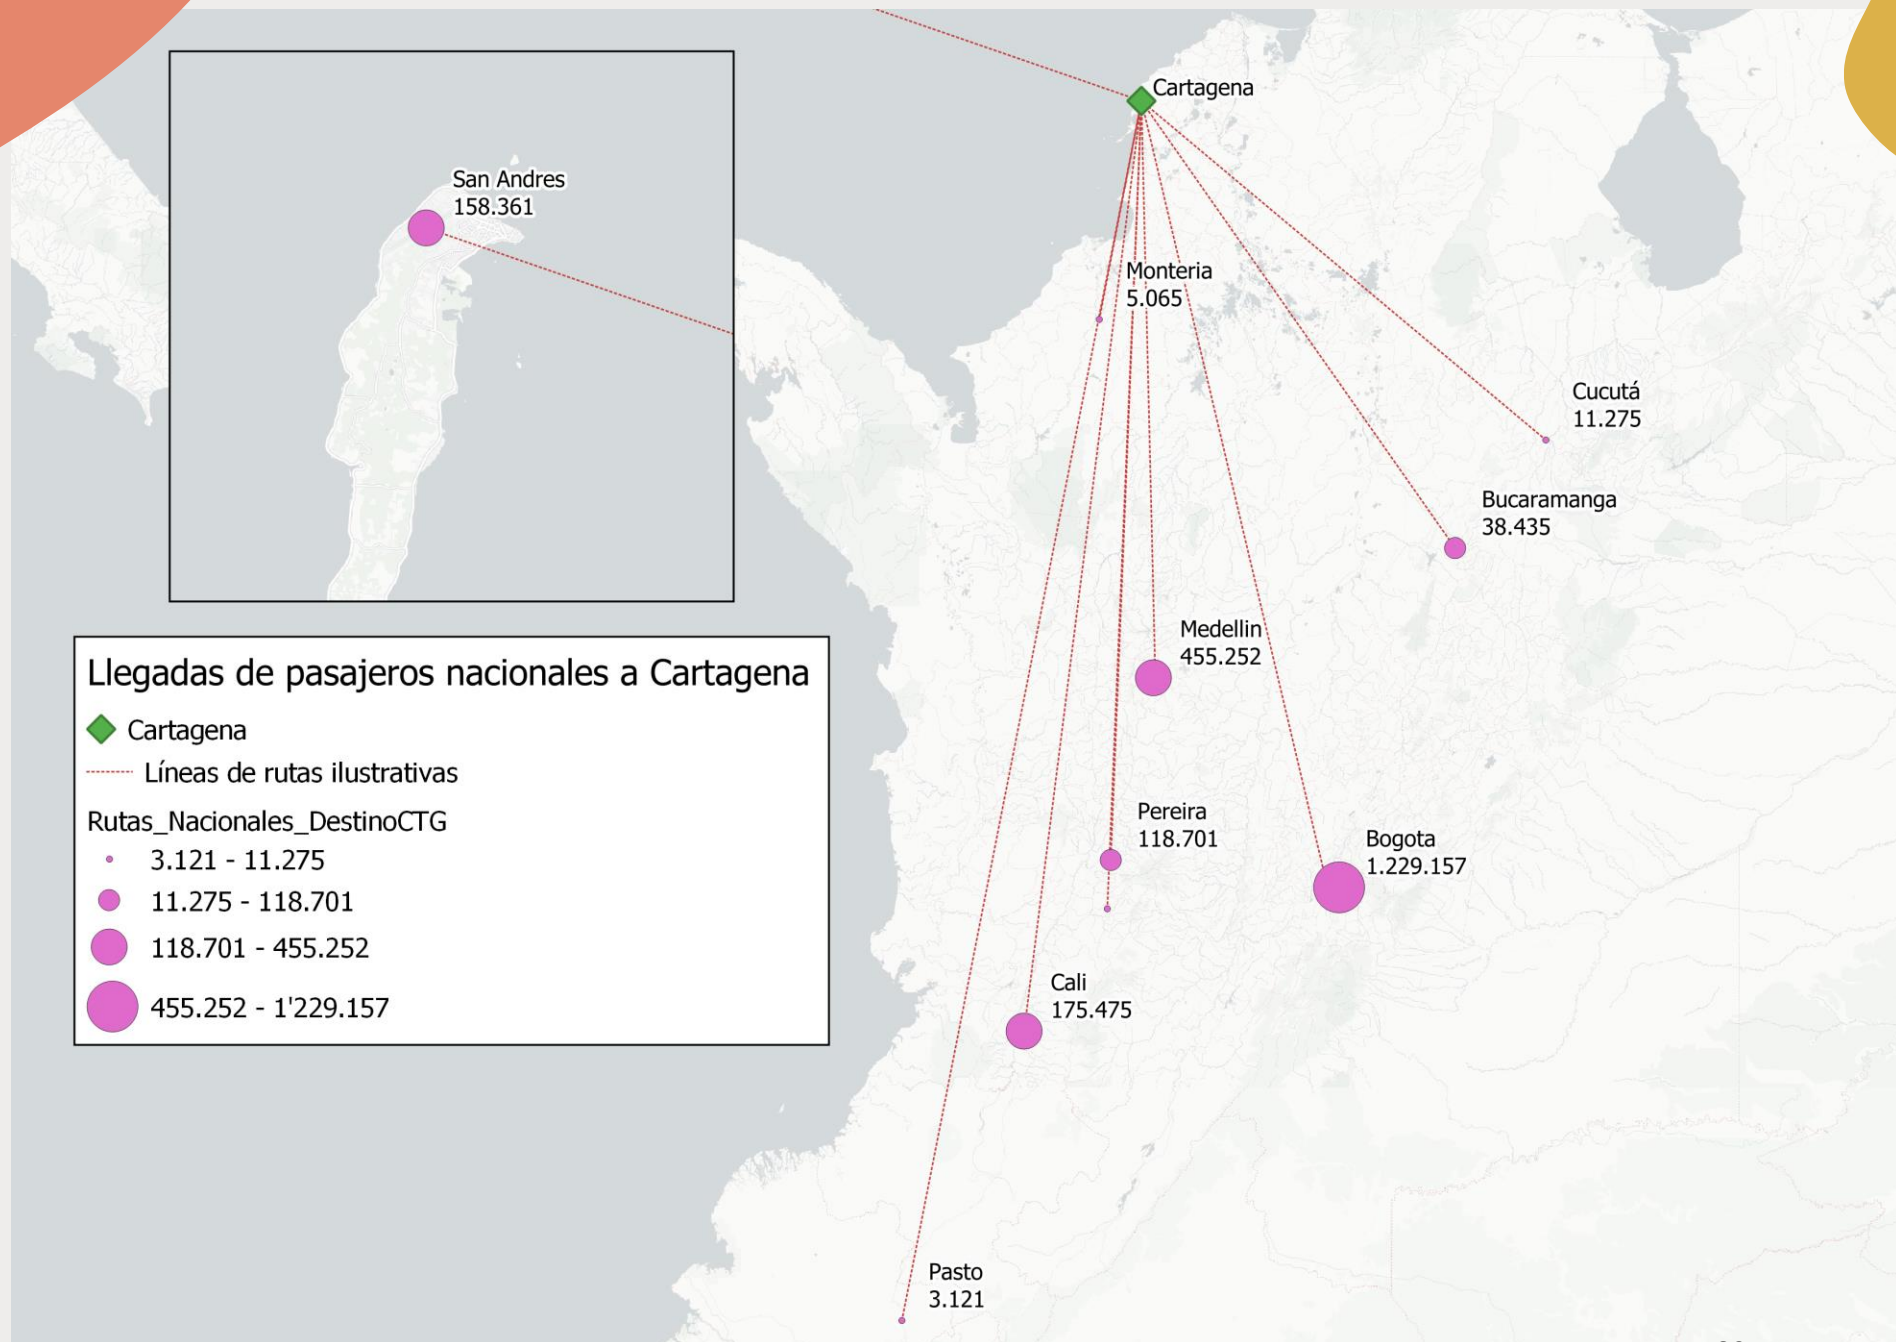 Cartagena
San Andres
158.361
Monteria
5.065
Cucutá
11.275
Bucaramanga
38.435
Medellin
455.252
Llegadas de pasajeros nacionales a Cartagena
Cartagena
Líneas de rutas ilustrativas
Rutas_Nacionales_DestinoCTG
3.121 - 11.275
11.275 - 118.701
118.701 - 455.252
455.252 - 1'229.157
Pereira
118.701
Bogota
1.229.157
Cali
175.475
Pasto
3.121